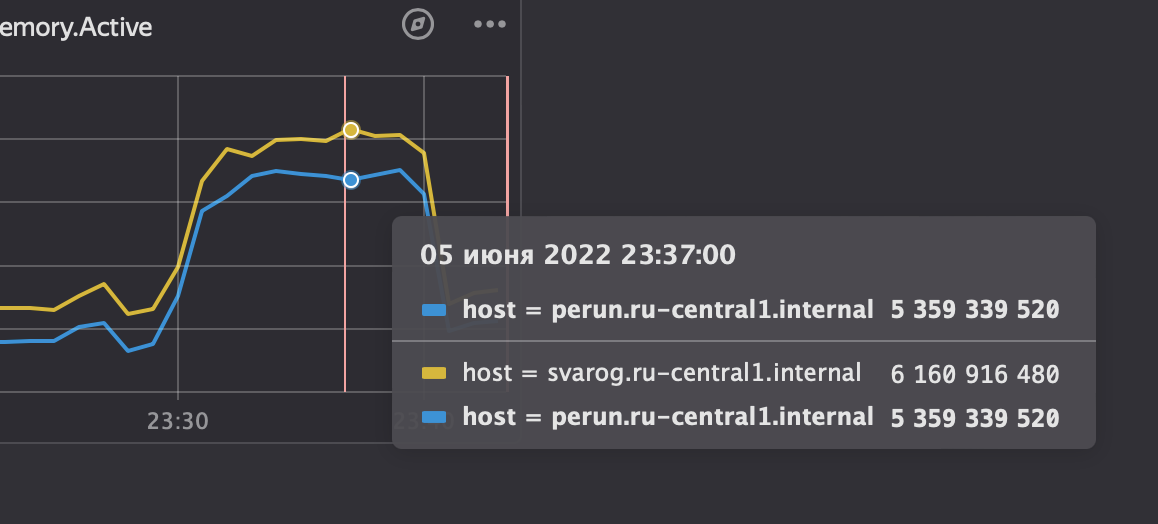 emory.Active
05 июня 2022 23:37:00
host = perun.ru-central1.internal 5 359 339 520
host = svarog.ru-central1.internal 6 160 916 480
host = perun.ru-central1.internal 5 359 339 520
23:30